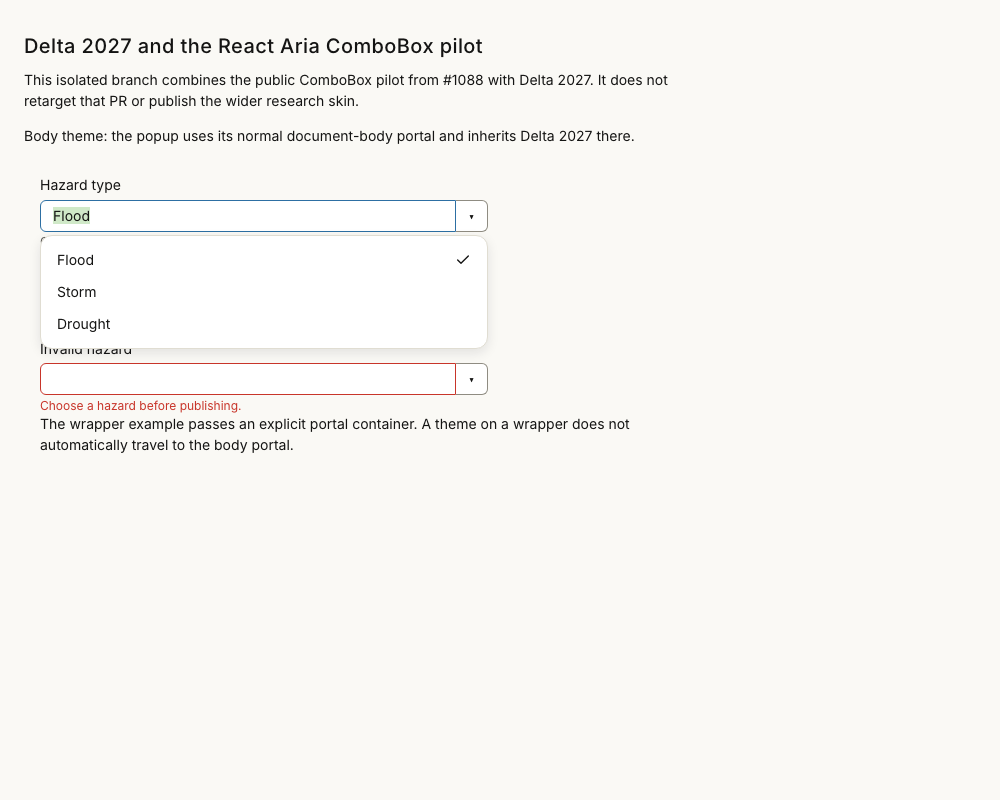 Delta 2027 and the React Aria ComboBox pilot
This isolated branch combines the public ComboBox pilot from #1088 with Delta 2027. It does not
retarget that PR or publish the wider research skin.
Body theme: the popup uses its normal document-body portal and inherits Delta 2027 there.
Hazard type
Flood
Flood
Storm
Drought
Invalid hazard
Choose a hazard before publishing.
The wrapper example passes an explicit portal container. A theme on a wrapper does not
automatically travel to the body portal.